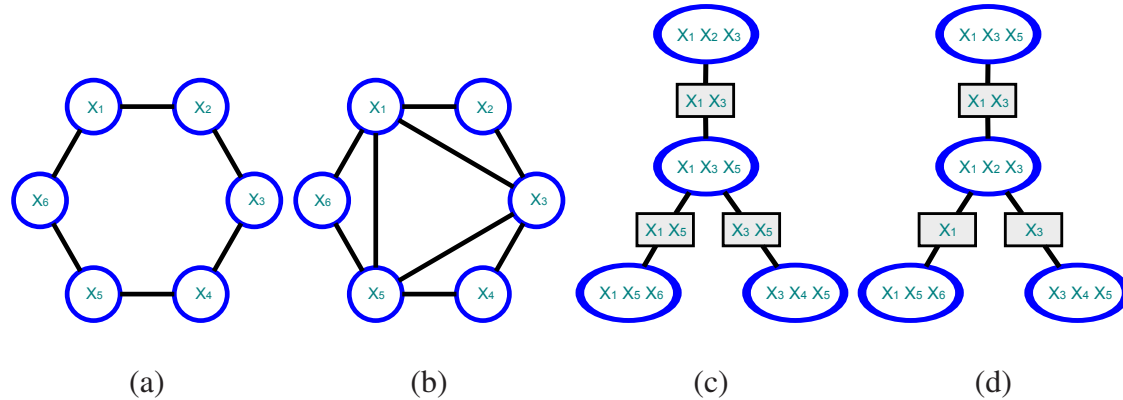 X1 X2
X6 X3
X5 X4
(a)
X1 X2
X6 X3
X5 X4
(b)
X1 X2 X3
X1 X3
X1 X3 X5
X1 X5 X3 X5
X1 X5 X6 X3 X4 X5
(c)
X1 X3 X5
X1 X3
X1 X2 X3
X1 X3
X1 X5 X6 X3 X4 X5
(d)